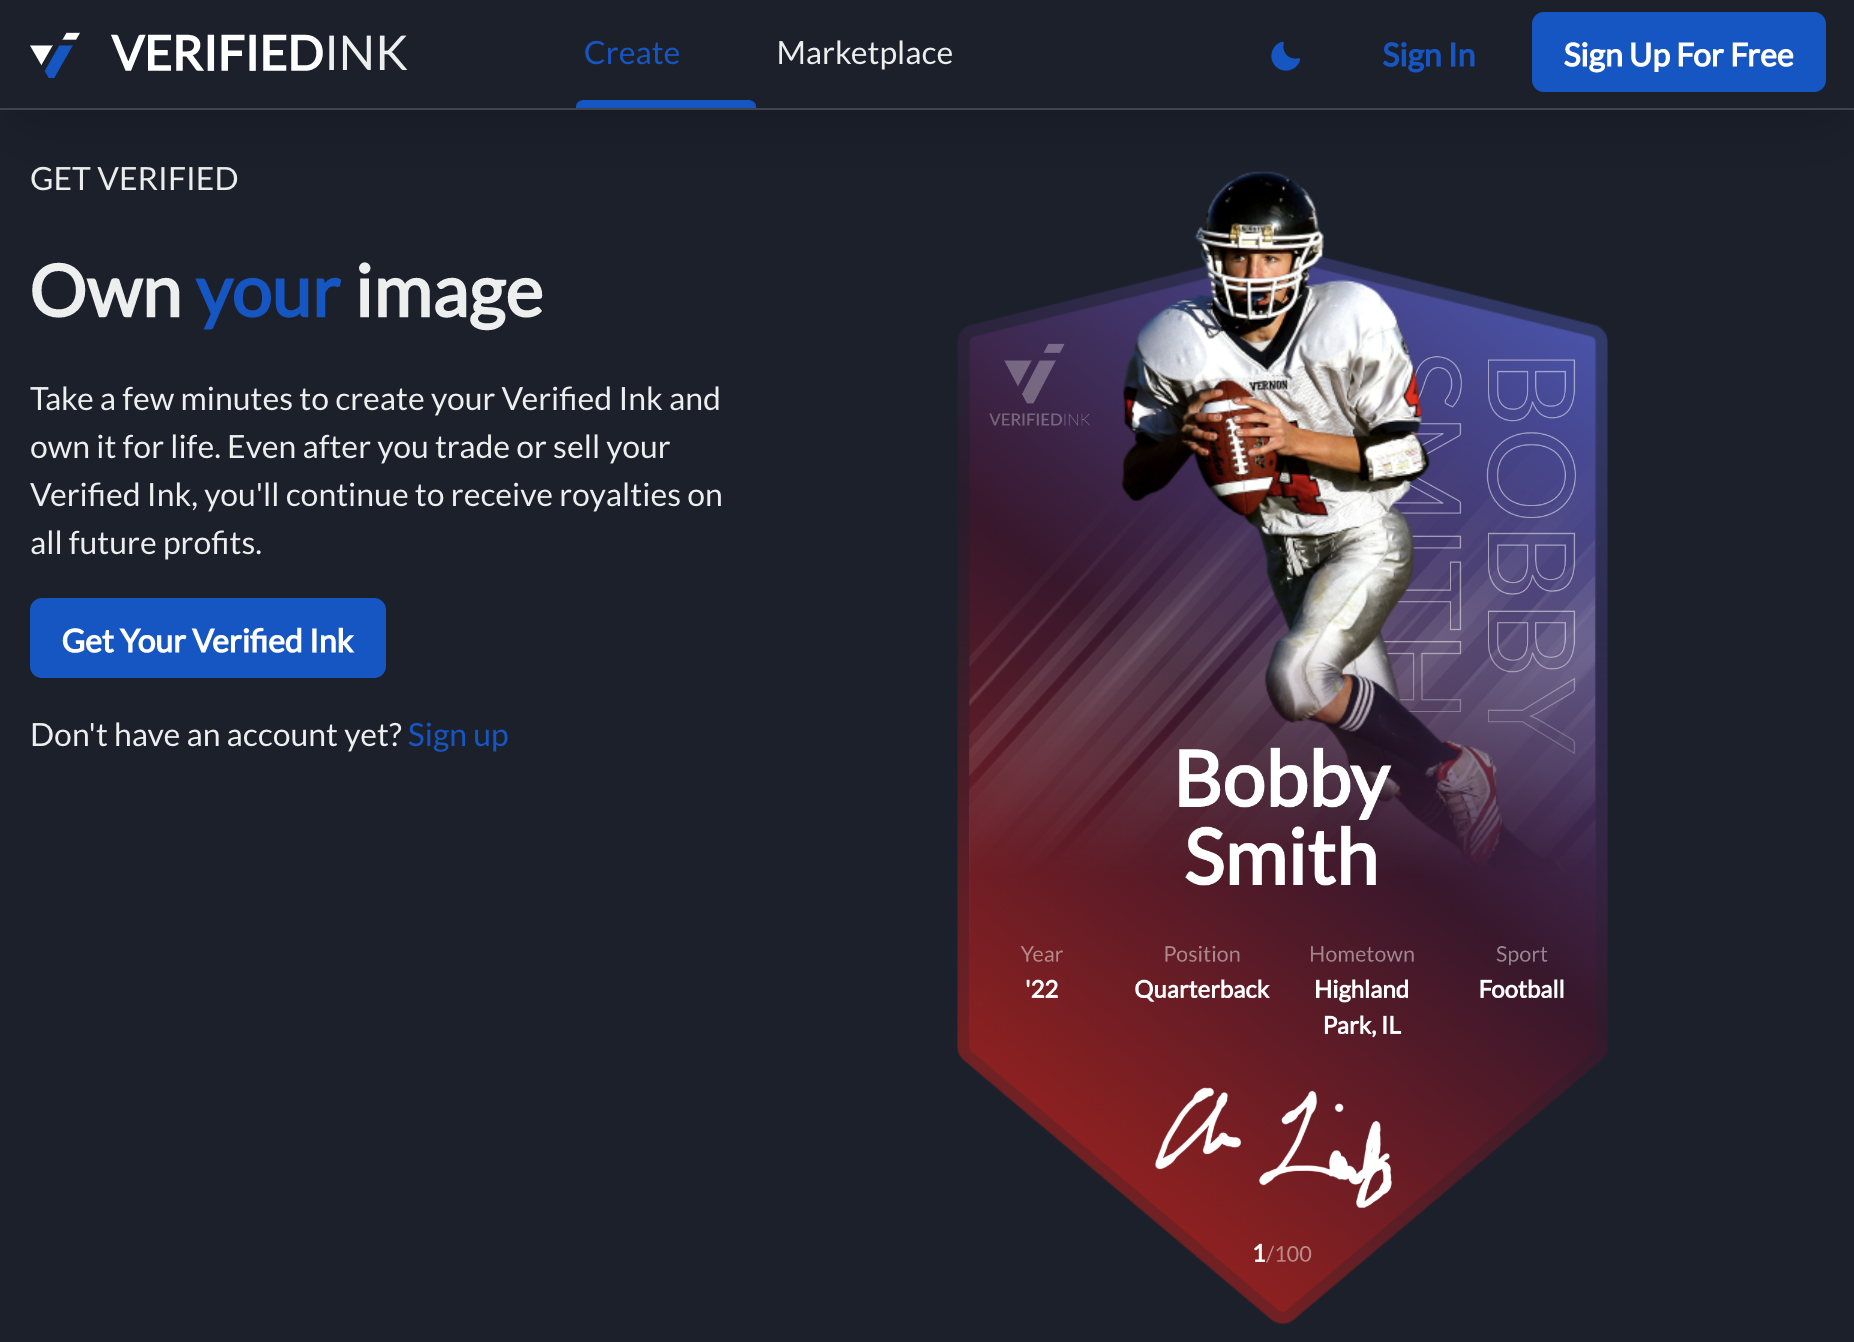 VERIFIEDINK
Create
Marketplace
Sign In
Sign Up For Free
GET VERIFIED
Own your image
Take a few minutes to create your Verified Ink and
own it for life. Even after you trade or sell your
Verified Ink, you'll continue to receive royalties on
all future profits.
Get Your Verified Ink
Don't have an account yet? Sign up
VERIFIEDINK
VERNON
BOBBY
SMITH
Bobby
Smith
Year
'22
Position
Quarterback
Hometown
Highland
Park, IL
Sport
Football
1/100